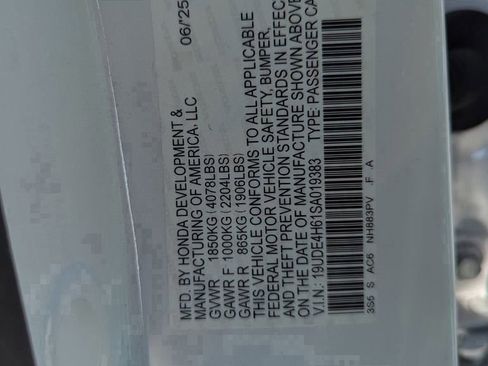 MFD. BY HONDA DEVELOPMENT & 06/25
MANUFACTURING OF AMERICA, LLC
GVWR 1850KG (4078LBS)
GAWR F 1000KG (2204LBS)
GAWR R 865KG (1906LBS)
THIS VEHICLE CONFORMS TO ALL APPLICABLE
FEDERAL MOTOR VEHICLE SAFETY, BUMPER,
AND THEFT PREVENTION STANDARDS IN EFFEC
ON THE DATE OF MANUFACTURE SHOWN ABOVE
V.I.N.: 19UDE4H61SA019383 TYPE: PASSENGER CA
3S5 S AC6 NH883PV F A